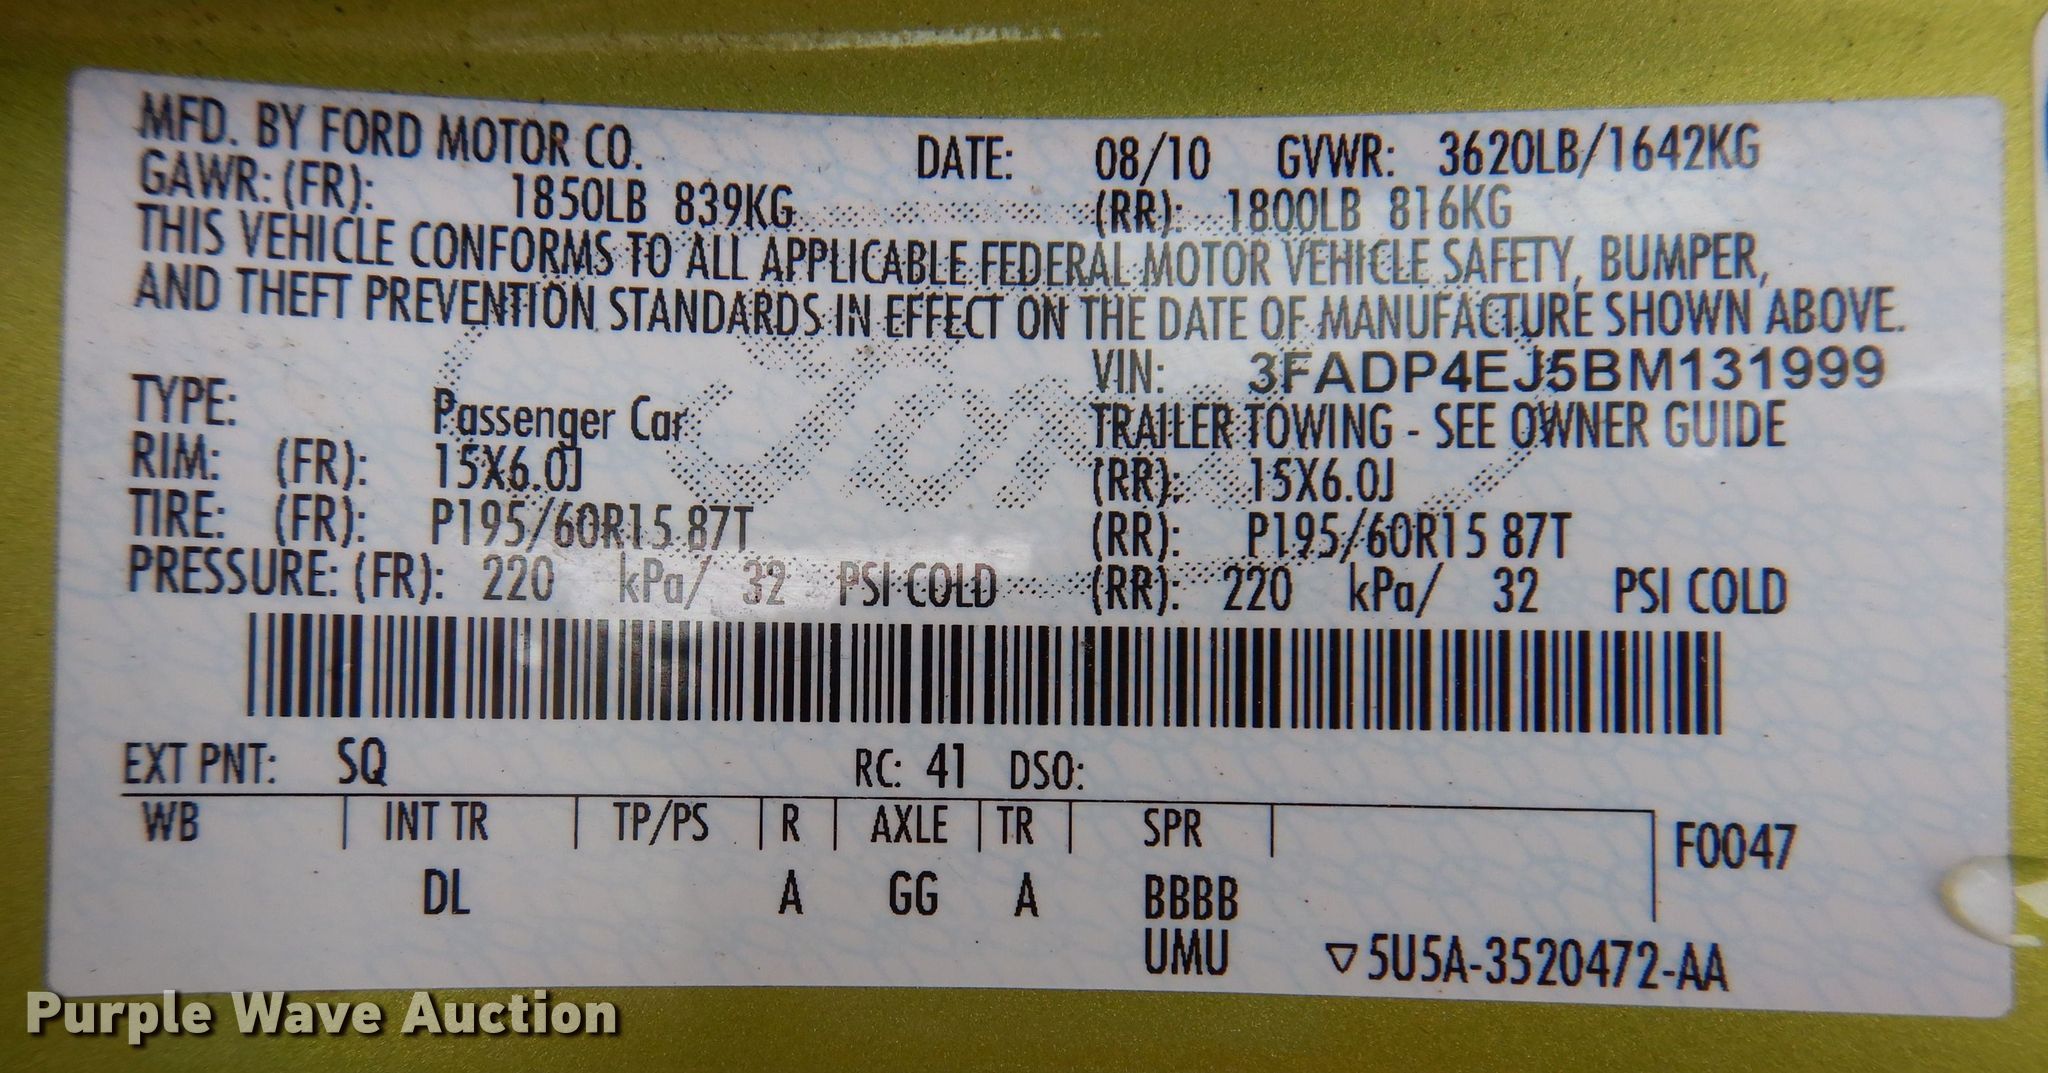 MFD. BY FORD MOTOR CO. DATE: 08/10 GVWR: 3620LB/1642KG
GAWR: (FR): 1850LB 839KG (RR): 1800LB 816KG
THIS VEHICLE CONFORMS TO ALL APPLICABLE FEDERAL MOTOR VEHICLE SAFETY, BUMPER,
AND THEFT PREVENTION STANDARDS IN EFFECT ON THE DATE OF MANUFACTURE SHOWN ABOVE.
VIN: 3FADP4EJ5BM131999
TYPE: Passenger Car TRAILER TOWING - SEE OWNER GUIDE
RIM: (FR): 15X6.0J (RR): 15X6.0J
TIRE: (FR): P195/60R15 87T (RR): P195/60R15 87T
PRESSURE: (FR): 220 kPa/ 32 PSI COLD (RR): 220 kPa/ 32 PSI COLD
EXT PNT: SQ RC: 41 DSO:
WB INT TR TP/PS R AXLE TR SPR F0047
DL A GG A BBBB
UMU ▽5U5A-3520472-AA
Ford
Purple Wave Auction